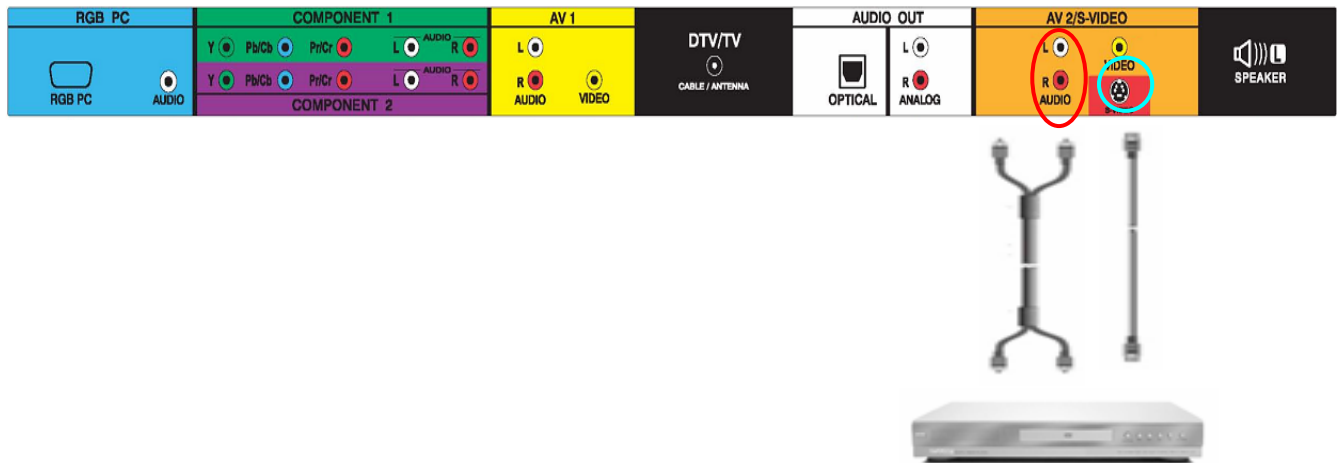 RGB PC
RGB PC
AUDIO
COMPONENT 1
Y Pb/Cb Pr/Cr L AUDIO R
Y Pb/Cb Pr/Cr L AUDIO R
COMPONENT 2
AV 1
L
R
AUDIO VIDEO
DTV/TV
CABLE / ANTENNA
AUDIO OUT
L
R
OPTICAL ANALOG
AV 2/S-VIDEO
L
VIDEO
R
AUDIO
L
SPEAKER